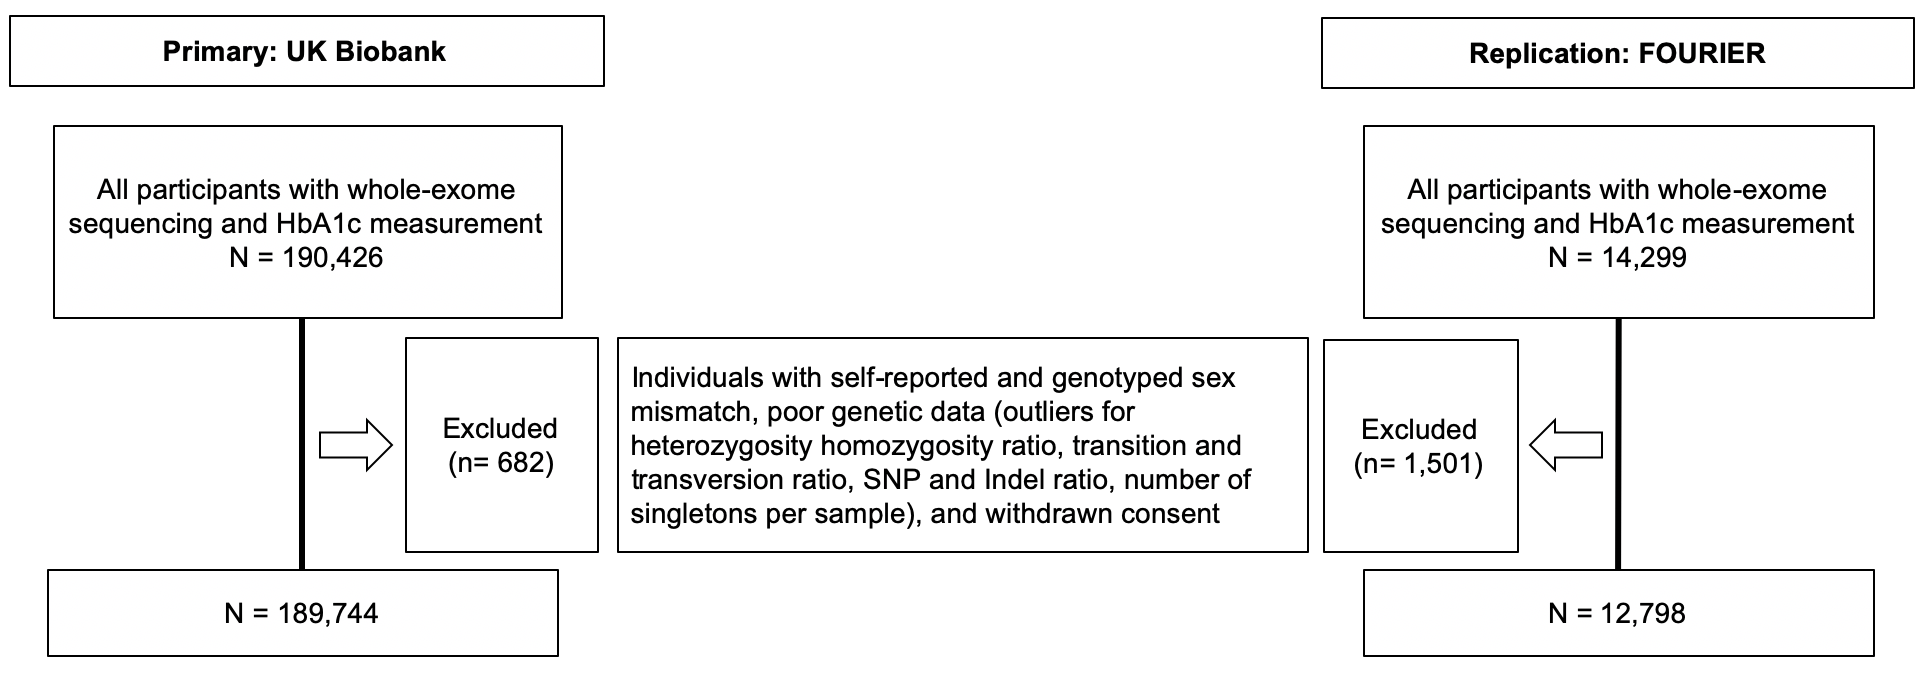 Primary: UK Biobank
Replication: FOURIER
All participants with whole-exome
sequencing and HbA1c measurement
N = 190,426
All participants with whole-exome
sequencing and HbA1c measurement
N = 14,299
Excluded
(n= 682)
Individuals with self-reported and genotyped sex
mismatch, poor genetic data (outliers for
heterozygosity homozygosity ratio, transition and
transversion ratio, SNP and Indel ratio, number of
singletons per sample), and withdrawn consent
Excluded
(n= 1,501)
N = 189,744
N = 12,798